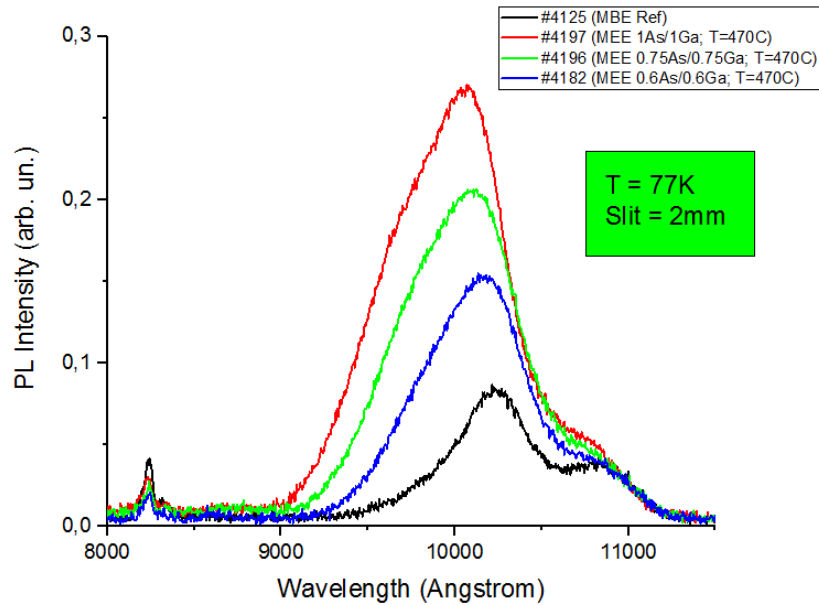 #4125 (MBE Ref)
#4197 (MEE 1As/1Ga; T=470C)
#4196 (MEE 0.75As/0.75Ga; T=470C)
#4182 (MEE 0.6As/0.6Ga; T=470C)
0,3
0,2
0,1
0,0
PL Intensity (arb. un.)
T = 77K
Slit = 2mm
8000 9000 10000 11000
Wavelength (Angstrom)